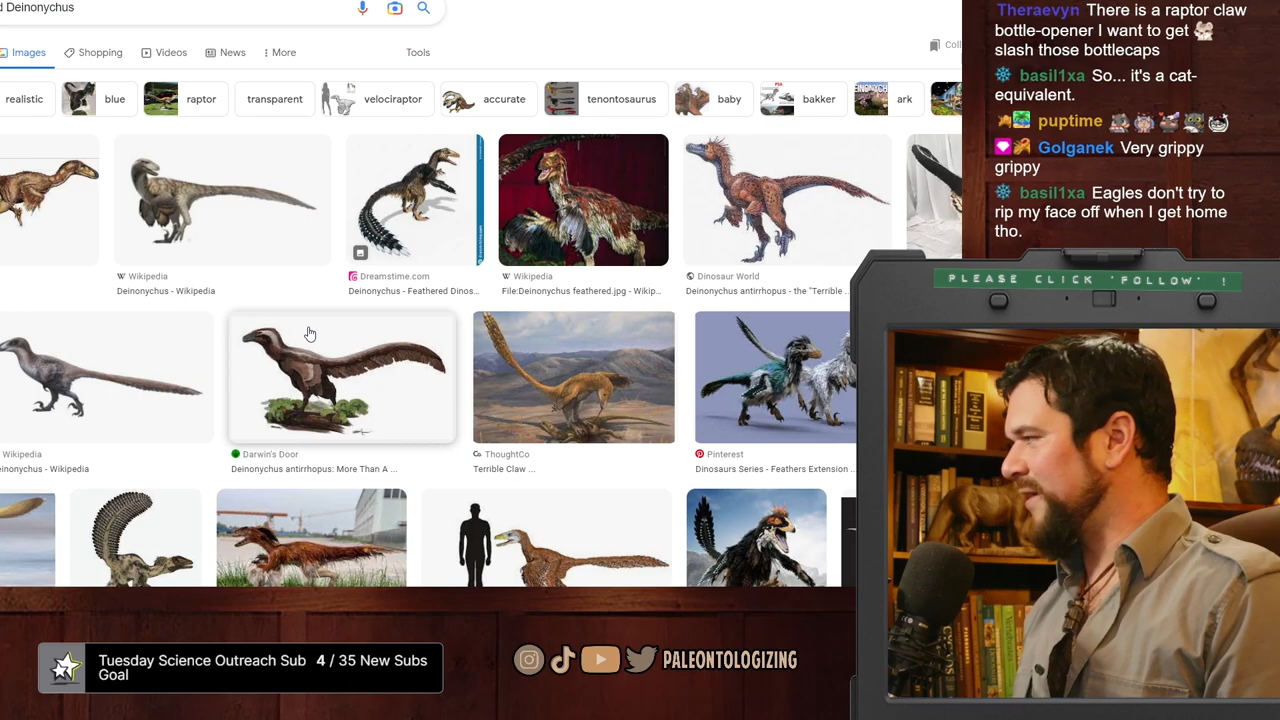 d Deinonychus
Images
Shopping
Videos
News
More
Tools
Coll
realistic
blue
raptor
transparent
velociraptor
accurate
tenontosaurus
baby
bakker
ark
Wikipedia
Deinonychus - Wikipedia
Dreamstime.com
Deinonychus - Feathered Dinos...
Wikipedia
File:Deinonychus feathered.jpg - Wikip...
Dinosaur World
Deinonychus antirrhopus - the "Terrible ...
Wikipedia
einonychus - Wikipedia
Darwin's Door
Deinonychus antirrhopus: More Than A ...
ThoughtCo
Terrible Claw ...
Pinterest
Dinosaurs Series - Feathers Extension ...
Theraevyn There is a raptor claw
bottle-opener I want to get
slash those bottlecaps
basil1xa So... it's a cat-
equivalent.
puptime
Golganek Very grippy
grippy
basil1xa Eagles don't try to
rip my face off when I get home
tho.
PLEASE CLICK 'FOLLOW' !
Tuesday Science Outreach Sub
Goal
4 / 35 New Subs
PALEONTOLOGIZING